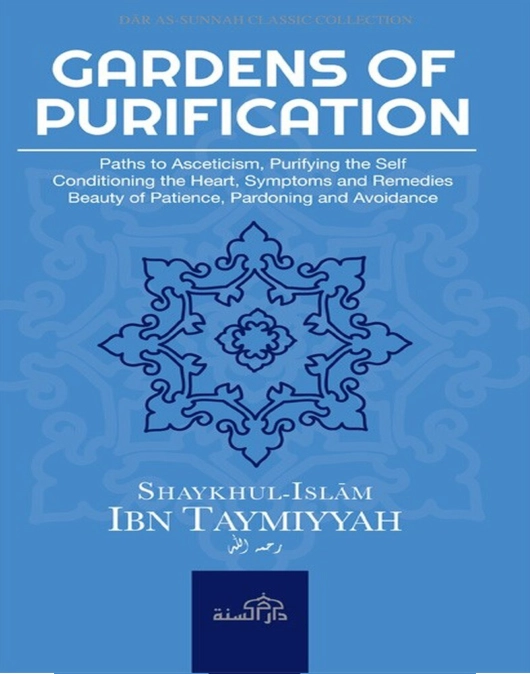 DĀR AS-SUNNAH CLASSIC COLLECTION
GARDENS OF
PURIFICATION
Paths to Asceticism, Purifying the Self
Conditioning the Heart, Symptoms and Remedies
Beauty of Patience, Pardoning and Avoidance
SHAYKHUL-ISLĀM
IBN TAYMIYYAH
رحمه الله
دار السنة